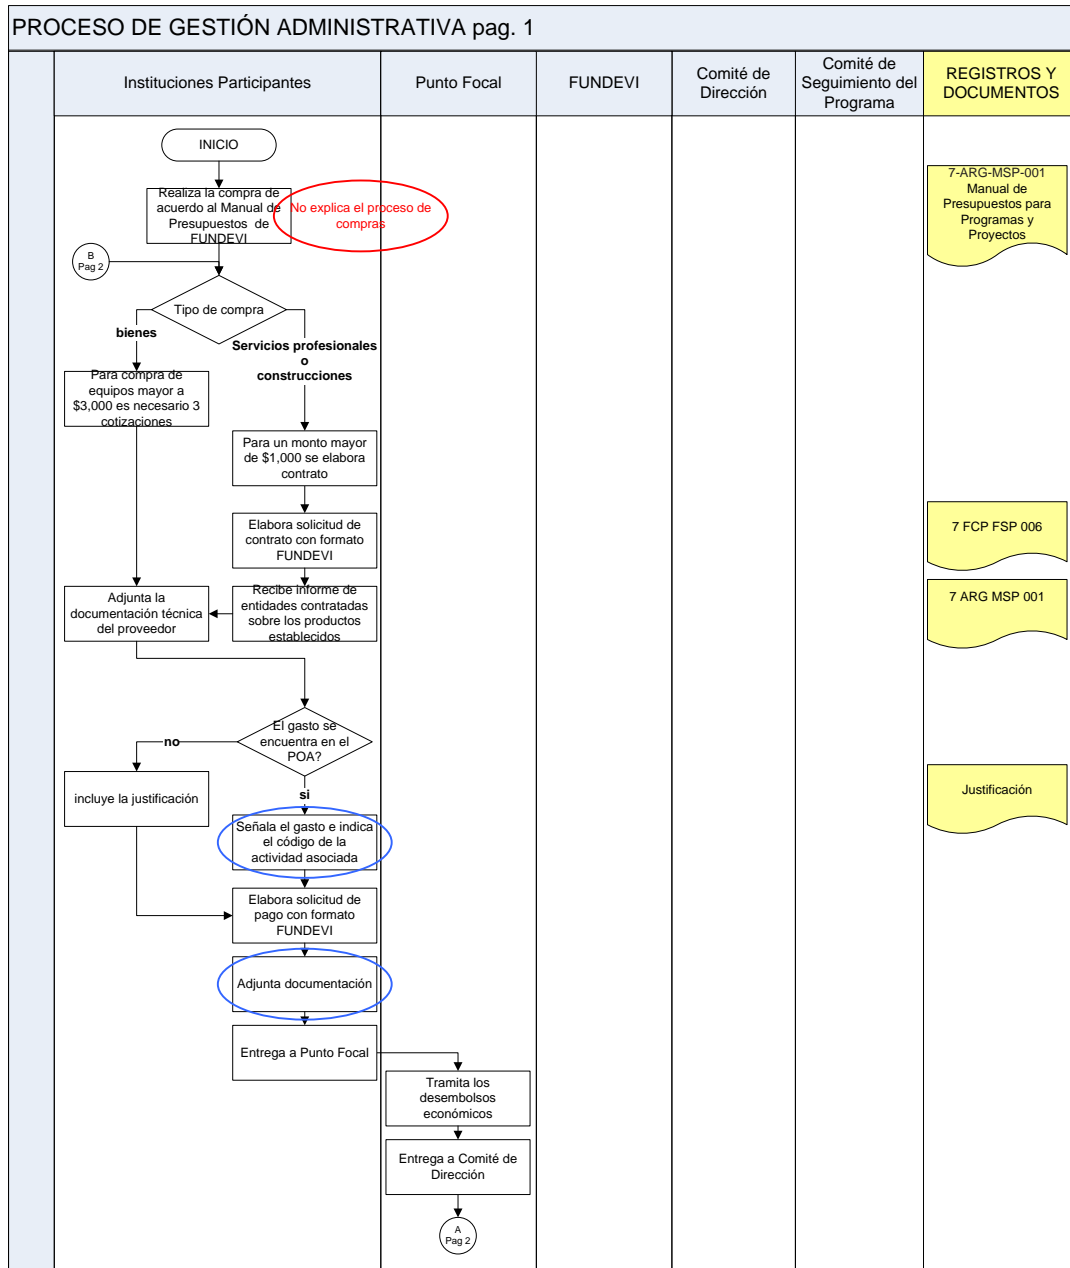 PROCESO DE GESTIÓN ADMINISTRATIVA pag. 1
Instituciones Participantes
Punto Focal
FUNDEVI
Comité de
Dirección
Comité de
Seguimiento del
Programa
REGISTROS Y
DOCUMENTOS
INICIO
Realiza la compra de
acuerdo al Manual de
Presupuestos de
FUNDEVI
No explica el proceso de
compras
7-ARG-MSP-001
Manual de
Presupuestos para
Programas y
Proyectos
B
Pag 2
Tipo de compra
bienes
Servicios profesionales
o
construcciones
Para compra de
equipos mayor a
$3,000 es necesario 3
cotizaciones
Para un monto mayor
de $1,000 se elabora
contrato
Elabora solicitud de
contrato con formato
FUNDEVI
7 FCP FSP 006
Adjunta la
documentación técnica
del proveedor
Recibe informe de
entidades contratadas
sobre los productos
establecidos
7 ARG MSP 001
El gasto se
encuentra en el
POA?
no
si
incluye la justificación
Justificación
Señala el gasto e indica
el código de la
actividad asociada
Elabora solicitud de
pago con formato
FUNDEVI
Adjunta documentación
Entrega a Punto Focal
Tramita los
desembolsos
económicos
Entrega a Comité de
Dirección
A
Pag 2